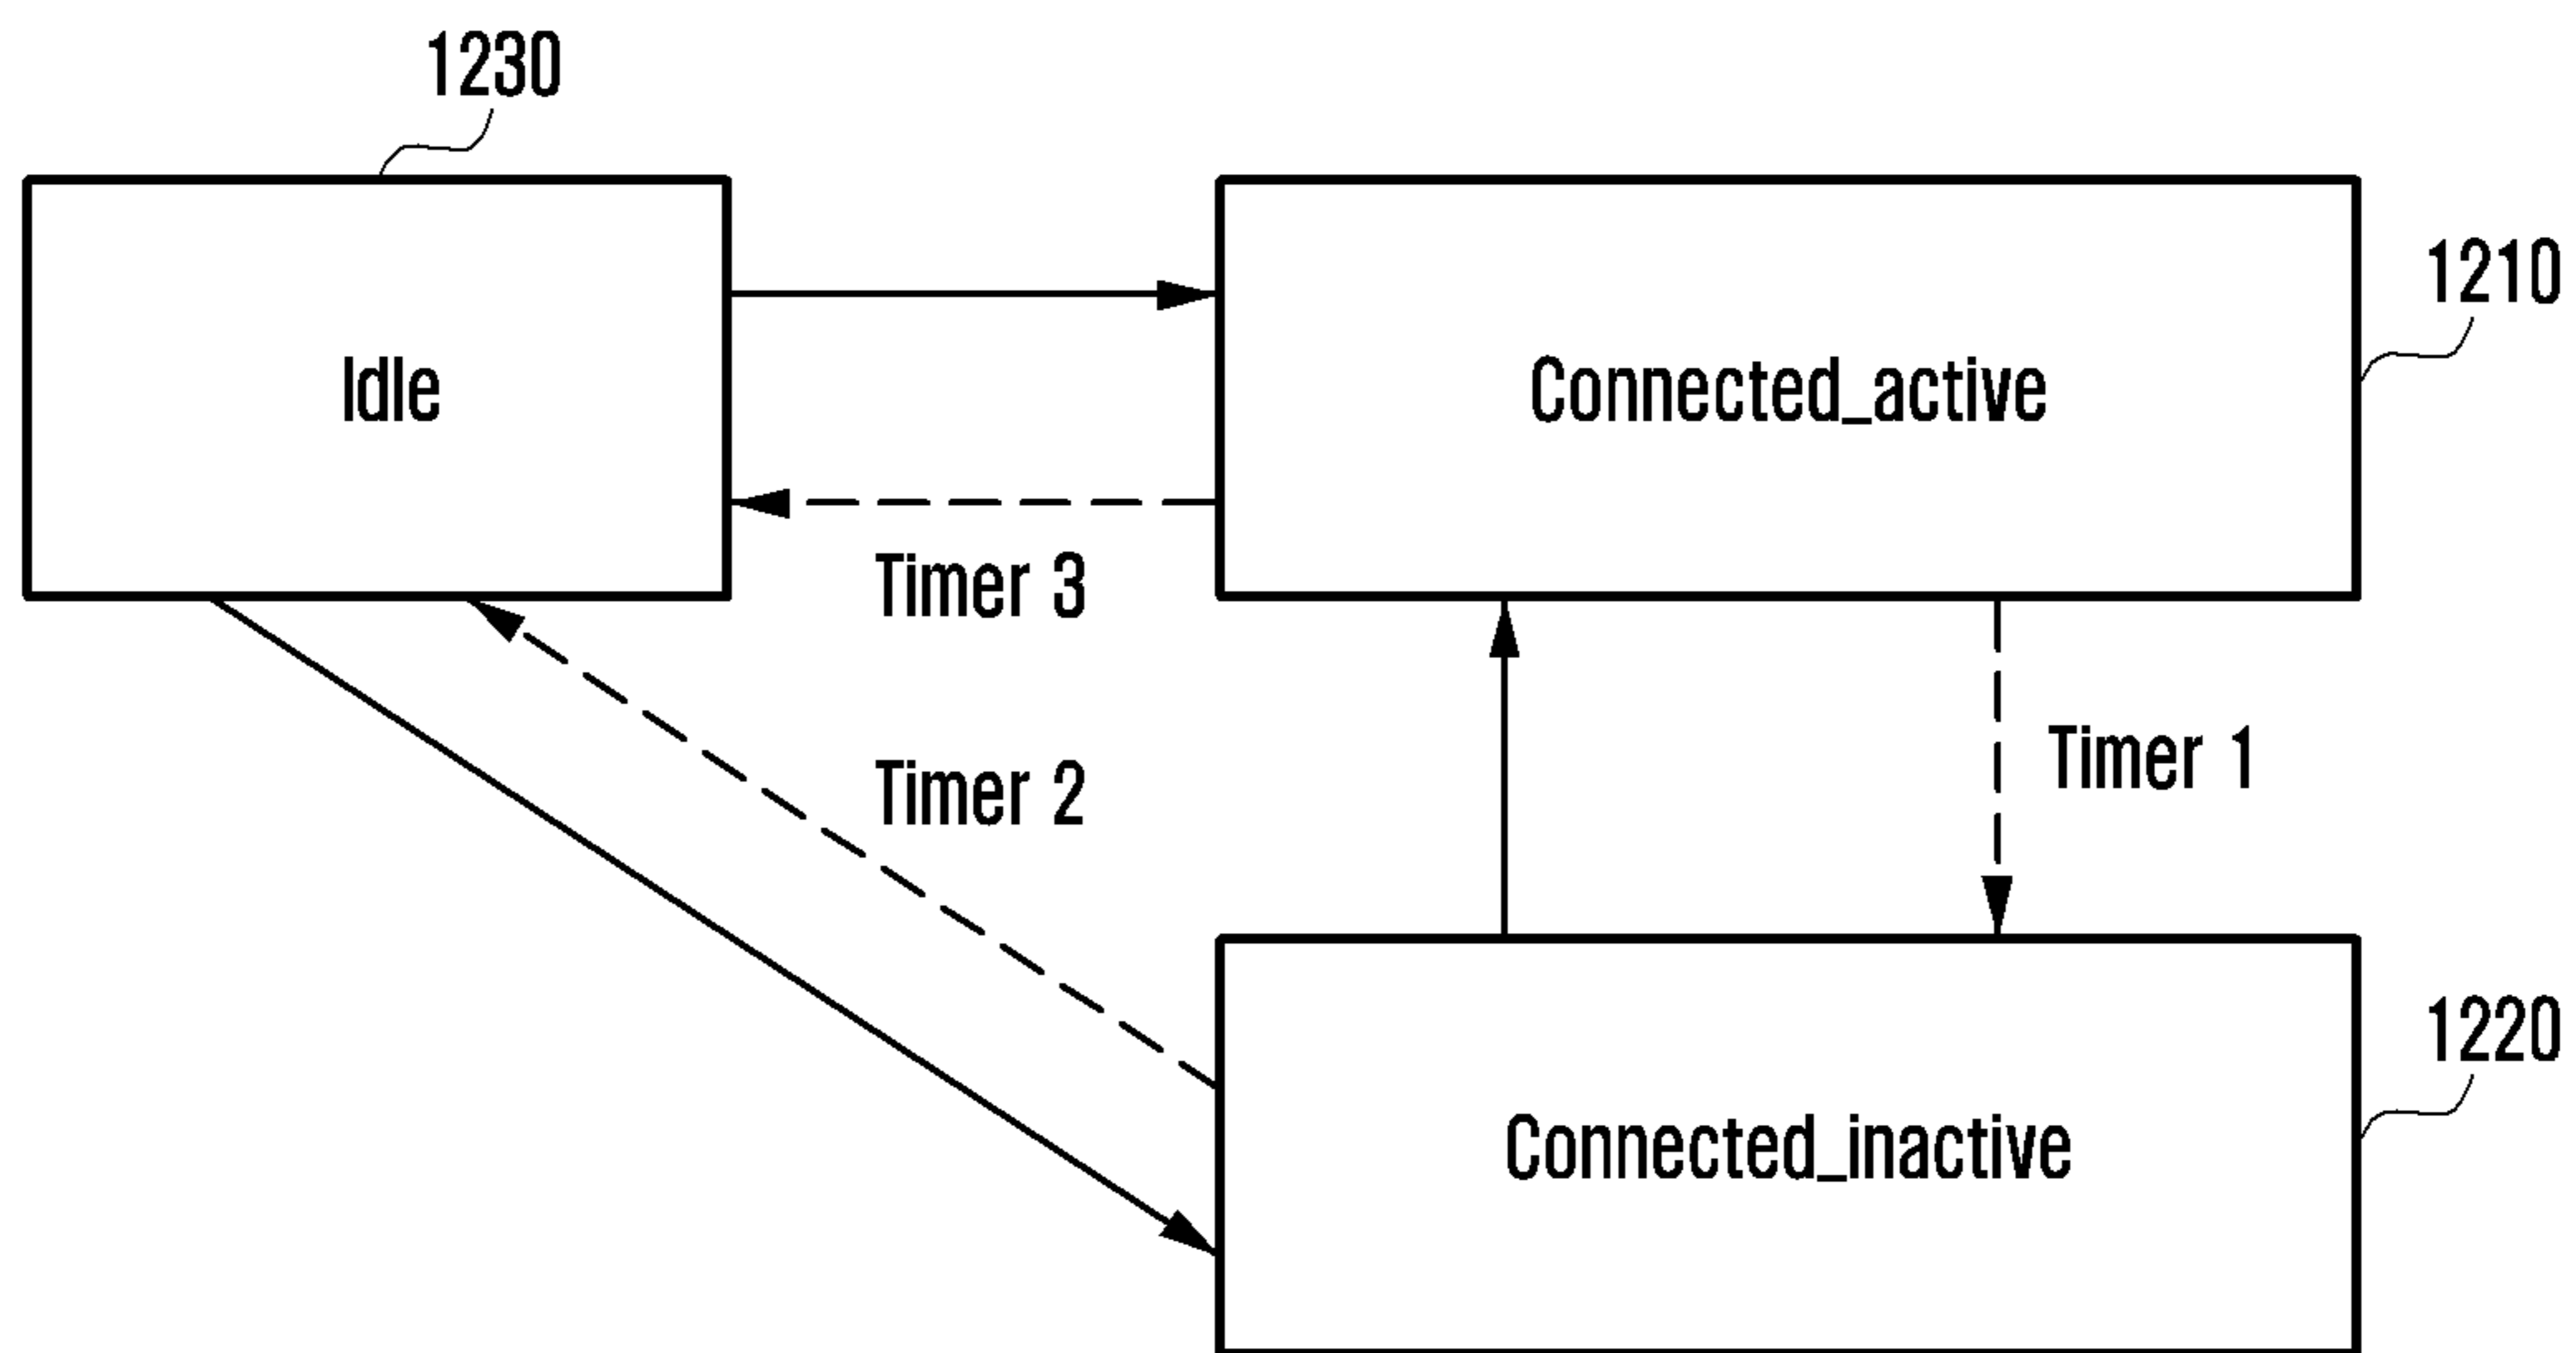 1230
1210
Idle
Connected_active
Timer 3
Timer 2
Timer 1
1220
Connected_inactive